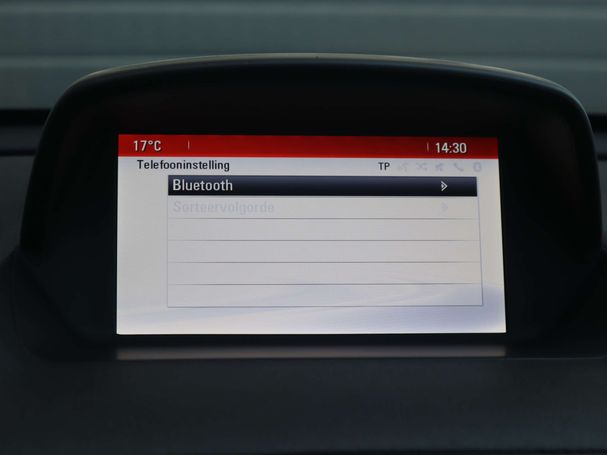 17°C 14:30
Telefooninstelling TP
Bluetooth
Sorteervolgorde